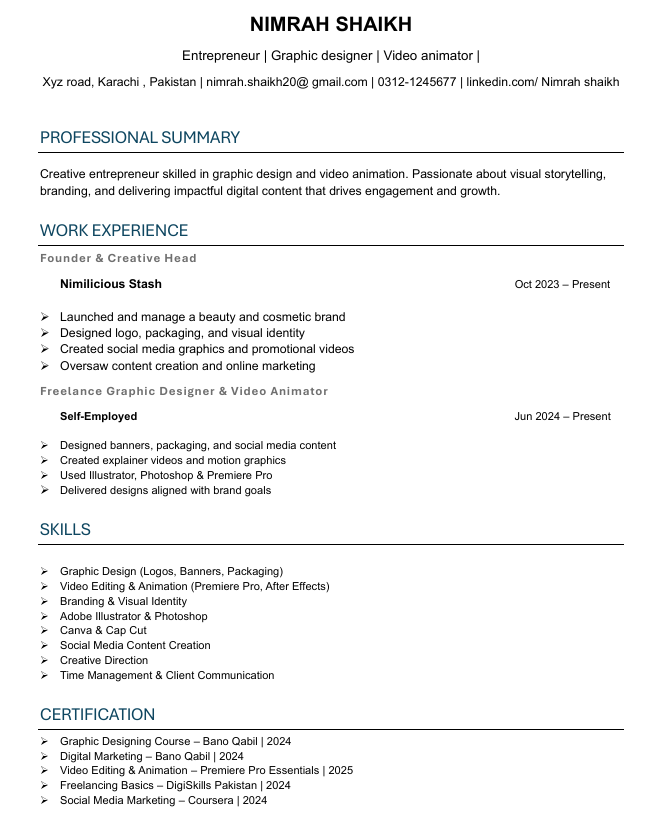 NIMRAH SHAIKH
Entrepreneur | Graphic designer | Video animator |
Xyz road, Karachi , Pakistan | nimrah.shaikh20@ gmail.com | 0312-1245677 | linkedin.com/ Nimrah shaikh
PROFESSIONAL SUMMARY
Creative entrepreneur skilled in graphic design and video animation. Passionate about visual storytelling,
branding, and delivering impactful digital content that drives engagement and growth.
WORK EXPERIENCE
Founder & Creative Head
Nimilicious Stash Oct 2023 – Present
➢ Launched and manage a beauty and cosmetic brand
➢ Designed logo, packaging, and visual identity
➢ Created social media graphics and promotional videos
➢ Oversaw content creation and online marketing
Freelance Graphic Designer & Video Animator
Self-Employed Jun 2024 – Present
➢ Designed banners, packaging, and social media content
➢ Created explainer videos and motion graphics
➢ Used Illustrator, Photoshop & Premiere Pro
➢ Delivered designs aligned with brand goals
SKILLS
➢ Graphic Design (Logos, Banners, Packaging)
➢ Video Editing & Animation (Premiere Pro, After Effects)
➢ Branding & Visual Identity
➢ Adobe Illustrator & Photoshop
➢ Canva & Cap Cut
➢ Social Media Content Creation
➢ Creative Direction
➢ Time Management & Client Communication
CERTIFICATION
➢ Graphic Designing Course – Bano Qabil | 2024
➢ Digital Marketing – Bano Qabil | 2024
➢ Video Editing & Animation – Premiere Pro Essentials | 2025
➢ Freelancing Basics – DigiSkills Pakistan | 2024
➢ Social Media Marketing – Coursera | 2024